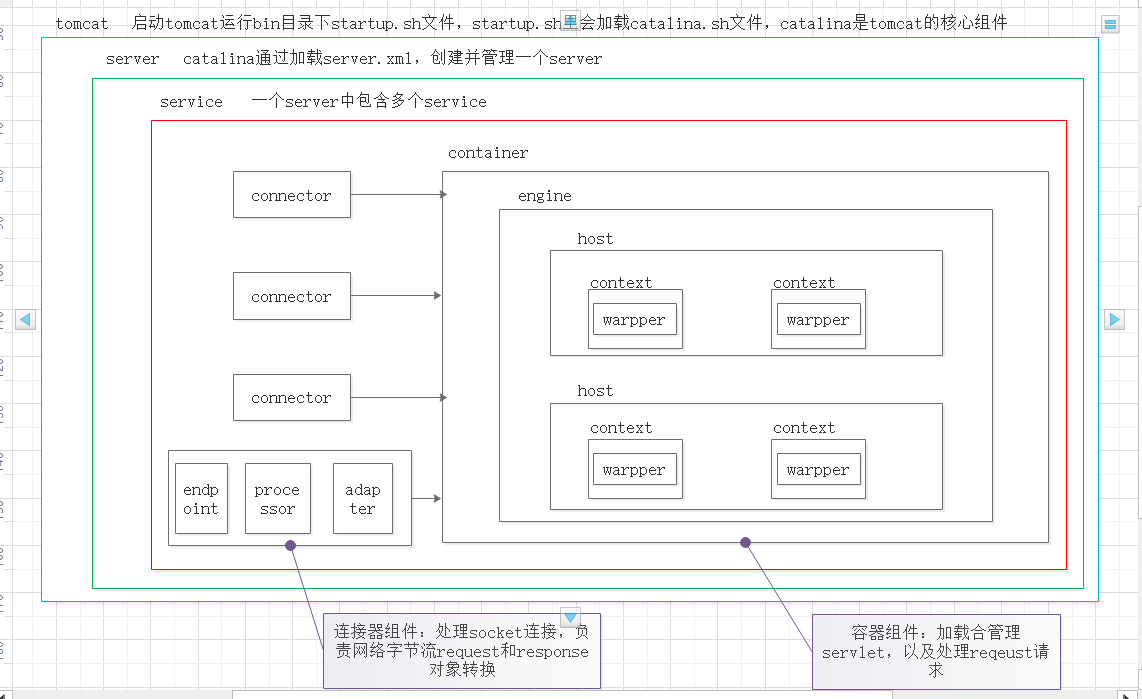 tomcat 启动tomcat运行bin目录下startup.sh文件，startup.sh里会加载catalina.sh文件，catalina是tomcat的核心组件
server catalina通过加载server.xml，创建并管理一个server
service 一个server中包含多个service
container
connector
engine
host
connector
context
context
warpper
warpper
connector
host
context
context
warpper
warpper
endp
oint
proce
ssor
adap
ter
连接器组件：处理socket连接，负
责网络字节流request和response
对象转换
容器组件：加载合管理
servlet，以及处理reqeust请
求